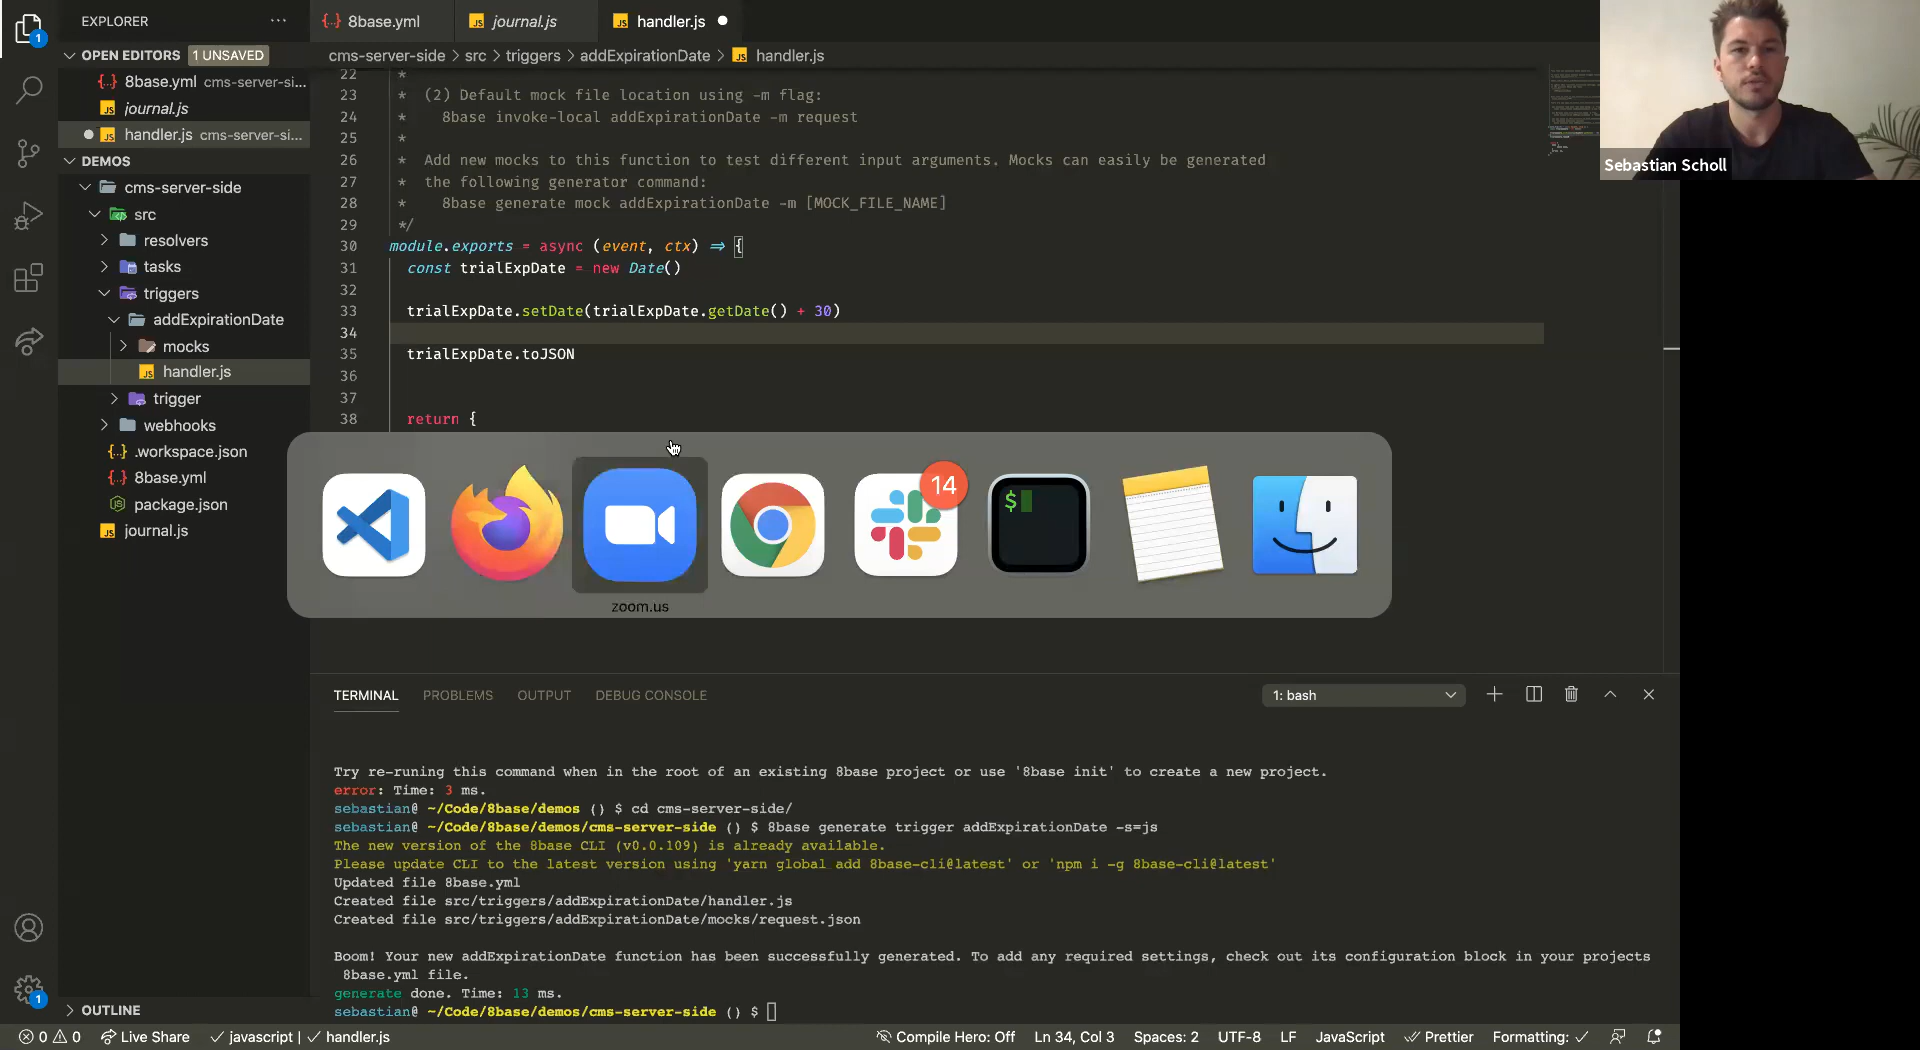 EXPLORER
8base.yml
journal.js
handler.js
OPEN EDITORS 1 UNSAVED
8base.yml cms-server-si...
journal.js
handler.js cms-server-si...
DEMOS
cms-server-side
src
resolvers
tasks
triggers
addExpirationDate
mocks
handler.js
trigger
webhooks
.workspace.json
8base.yml
package.json
journal.js
OUTLINE
cms-server-side > src > triggers > addExpirationDate > handler.js
22 *
23 * (2) Default mock file location using -m flag:
24 * 8base invoke-local addExpirationDate -m request
25 *
26 * Add new mocks to this function to test different input arguments. Mocks can easily be generated
27 * the following generator command:
28 * 8base generate mock addExpirationDate -m [MOCK_FILE_NAME]
29 */
30 module.exports = async (event, ctx) => {
31 const trialExpDate = new Date()
32
33 trialExpDate.setDate(trialExpDate.getDate() + 30)
34
35 trialExpDate.toJSON
36
37
38 return {
14
$
zoom.us
Sebastian Scholl
TERMINAL PROBLEMS OUTPUT DEBUG CONSOLE
1: bash
Try re-runing this command when in the root of an existing 8base project or use '8base init' to create a new project.
error: Time: 3 ms.
sebastian@ ~/Code/8base/demos () $ cd cms-server-side/
sebastian@ ~/Code/8base/demos/cms-server-side () $ 8base generate trigger addExpirationDate -s=js
The new version of the 8base CLI (v0.0.109) is already available.
Please update CLI to the latest version using 'yarn global add 8base-cli@latest' or 'npm i -g 8base-cli@latest'
Updated file 8base.yml
Created file src/triggers/addExpirationDate/handler.js
Created file src/triggers/addExpirationDate/mocks/request.json
Boom! Your new addExpirationDate function has been successfully generated. To add any required settings, check out its configuration block in your projects
8base.yml file.
generate done. Time: 13 ms.
sebastian@ ~/Code/8base/demos/cms-server-side () $
1
1
0 0 Live Share javascript | handler.js
Compile Hero: Off Ln 34, Col 3 Spaces: 2 UTF-8 LF JavaScript Prettier Formatting: